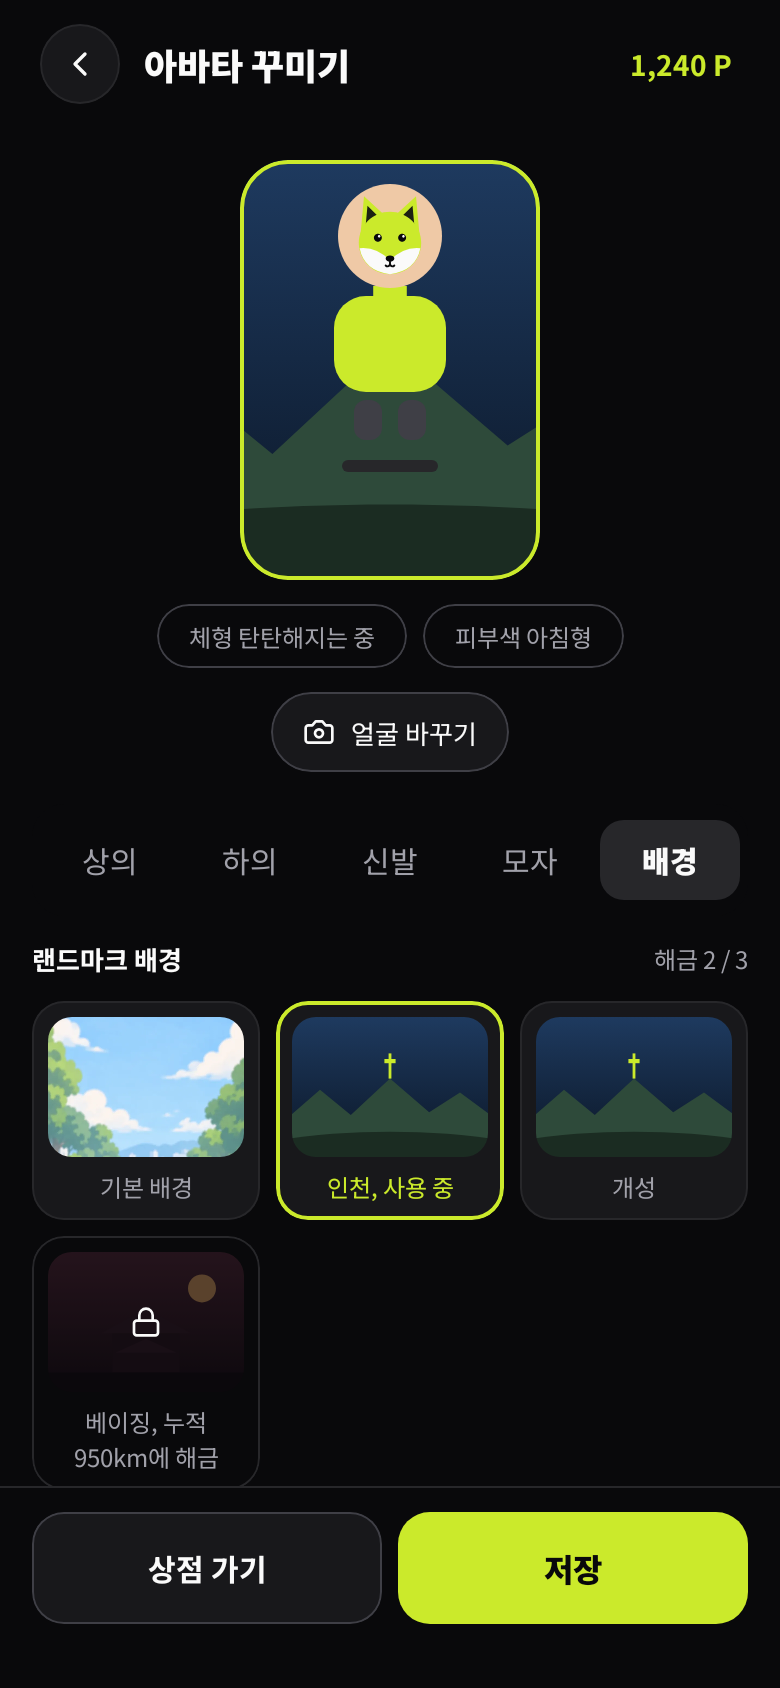 아바타 꾸미기
1,240 P
체형 탄탄해지는 중
피부색 아침형
얼굴 바꾸기
상의
하의
신발
모자
배경
랜드마크 배경
해금 2 / 3
기본 배경
인천, 사용 중
개성
베이징, 누적
950km에 해금
상점 가기
저장